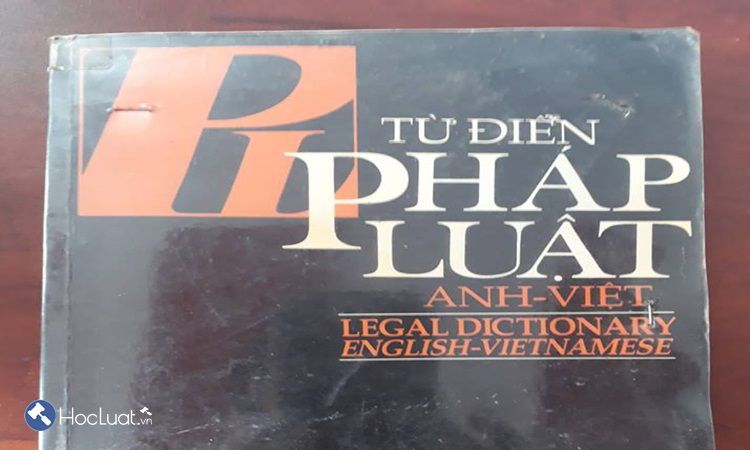 PL
TỪ ĐIỂN
PHÁP
LUẬT
ANH-VIỆT
LEGAL DICTIONARY
ENGLISH-VIETNAMESE
HocLuat.vn